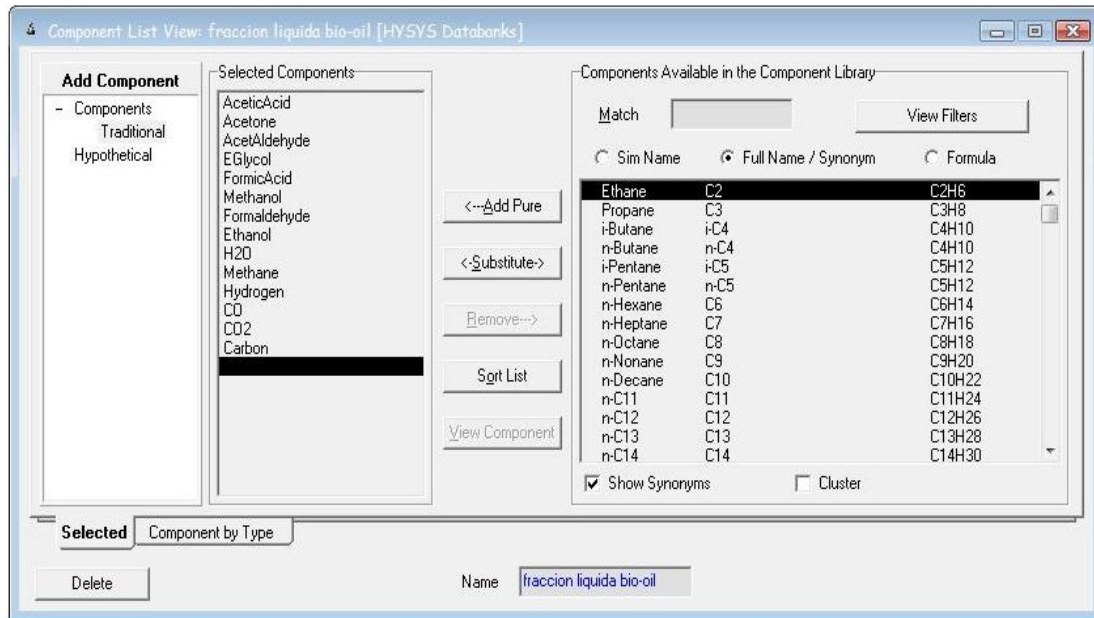 Component List View: fraccion liquida bio-oil [HYSYS Databanks]
Add Component
- Components
Traditional
Hypothetical
Selected Components
AceticAcid
Acetone
AcetAldehyde
EGlycol
FormicAcid
Methanol
Formaldehyde
Ethanol
H2O
Methane
Hydrogen
CO
CO2
Carbon
<---Add Pure
<-Substitute->
Remove--->
Sort List
View Component
Components Available in the Component Library
Match
View Filters
Sim Name Full Name / Synonym Formula
Ethane C2 C2H6
Propane C3 C3H8
i-Butane i-C4 C4H10
n-Butane n-C4 C4H10
i-Pentane i-C5 C5H12
n-Pentane n-C5 C5H12
n-Hexane C6 C6H14
n-Heptane C7 C7H16
n-Octane C8 C8H18
n-Nonane C9 C9H20
n-Decane C10 C10H22
n-C11 C11 C11H24
n-C12 C12 C12H26
n-C13 C13 C13H28
n-C14 C14 C14H30
Show Synonyms Cluster
Selected Component by Type
Delete
Name fraccion liquida bio-oil